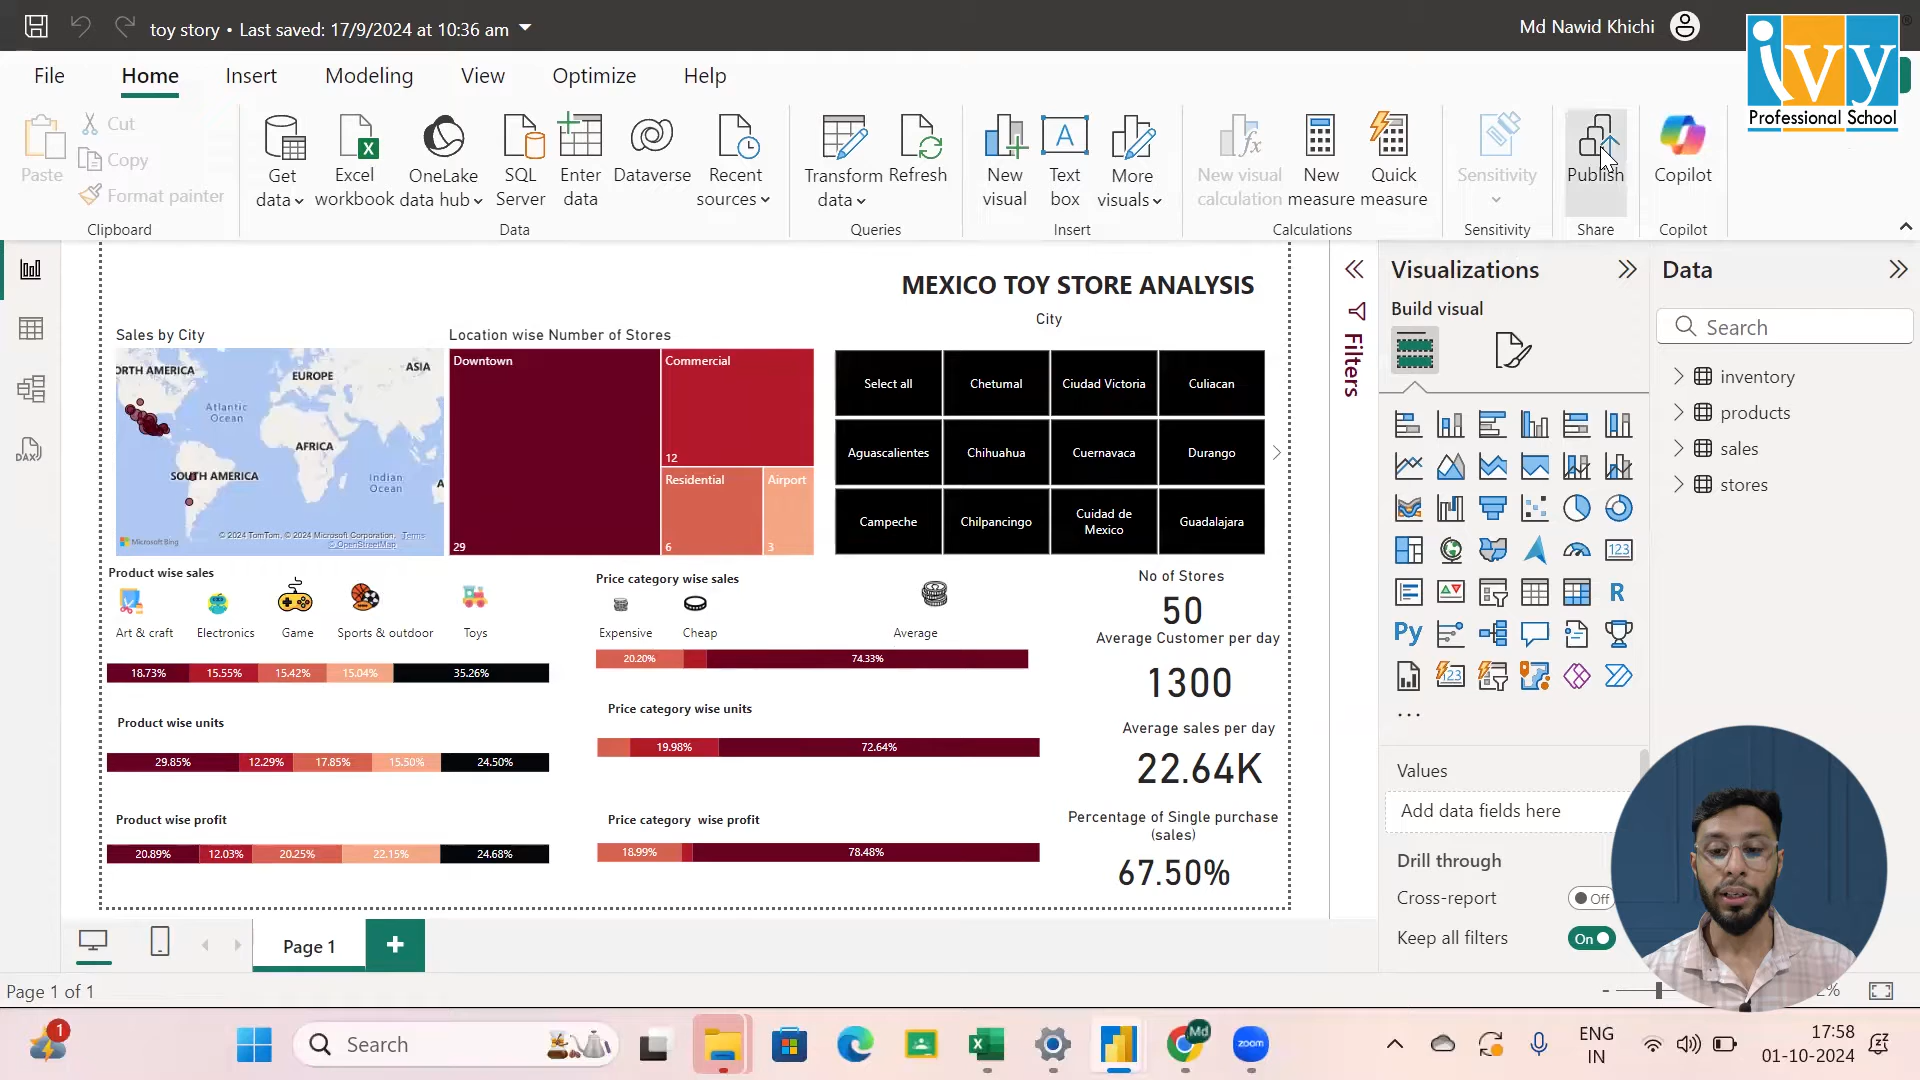 toy story • Last saved: 17/9/2024 at 10:36 am
Md Nawid Khichi
ivy
Professional School
File
Home
Insert
Modeling
View
Optimize
Help
Paste
Cut
Copy
Format painter
Clipboard
Get data
Excel workbook
OneLake data hub
SQL Server
Enter data
Dataverse
Recent sources
Data
Transform data
Refresh
Queries
New visual
Text box
More visuals
Insert
New visual calculation
New measure
Quick measure
Calculations
Sensitivity
Sensitivity
Publish
Share
Copilot
Copilot
MEXICO TOY STORE ANALYSIS
City
Sales by City
Location wise Number of Stores
ORTH AMERICA
EUROPE
ASIA
Atlantic
Ocean
AFRICA
SOUTH AMERICA
Indian
Ocean
A
Microsoft Bing
© 2024 TomTom, © 2024 Microsoft Corporation, Terms
© OpenStreetMap
Downtown
29
Commercial
12
Residential
6
Airport
3
Select all
Chetumal
Ciudad Victoria
Culiacan
Aguascalientes
Chihuahua
Cuernavaca
Durango
Campeche
Chilpancingo
Cuidad de
Mexico
Guadalajara
Product wise sales
Art & craft
Electronics
Game
Sports & outdoor
Toys
18.73%
15.55%
15.42%
15.04%
35.26%
Product wise units
29.85%
12.29%
17.85%
15.50%
24.50%
Product wise profit
20.89%
12.03%
20.25%
22.15%
24.68%
Price category wise sales
Expensive
Cheap
Average
20.20%
74.33%
Price category wise units
19.98%
72.64%
Price category  wise profit
18.99%
78.48%
No of Stores
50
Average Customer per day
1300
Average sales per day
22.64K
Percentage of Single purchase
(sales)
67.50%
Filters
Visualizations
Build visual
123
R
Py
123
...
Values
Add data fields here
Drill through
Cross-report
Off
Keep all filters
On
Data
Search
inventory
products
sales
stores
DAX
Page 1
+
Page 1 of 1
2%
1
Search
Md
zoom
ENG
IN
17:58
01-10-2024